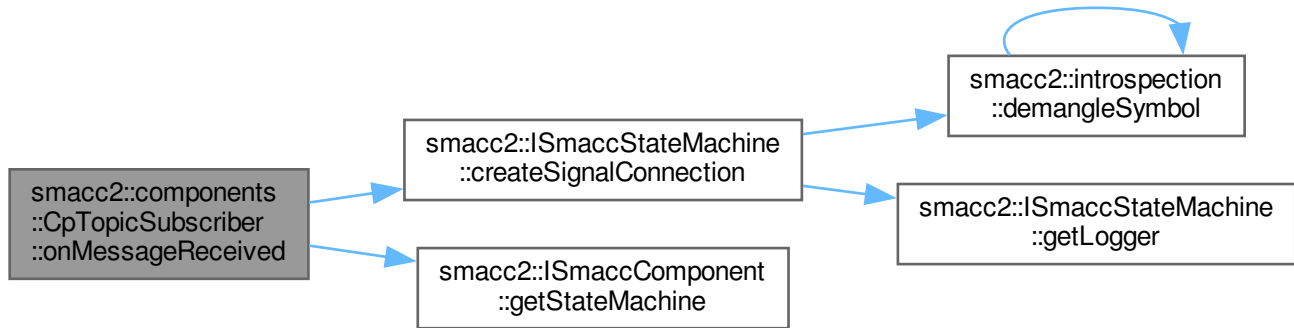 smacc2::components
::CpTopicSubscriber
::onMessageReceived
smacc2::ISmaccStateMachine
::createSignalConnection
smacc2::ISmaccComponent
::getStateMachine
smacc2::introspection
::demangleSymbol
smacc2::ISmaccStateMachine
::getLogger